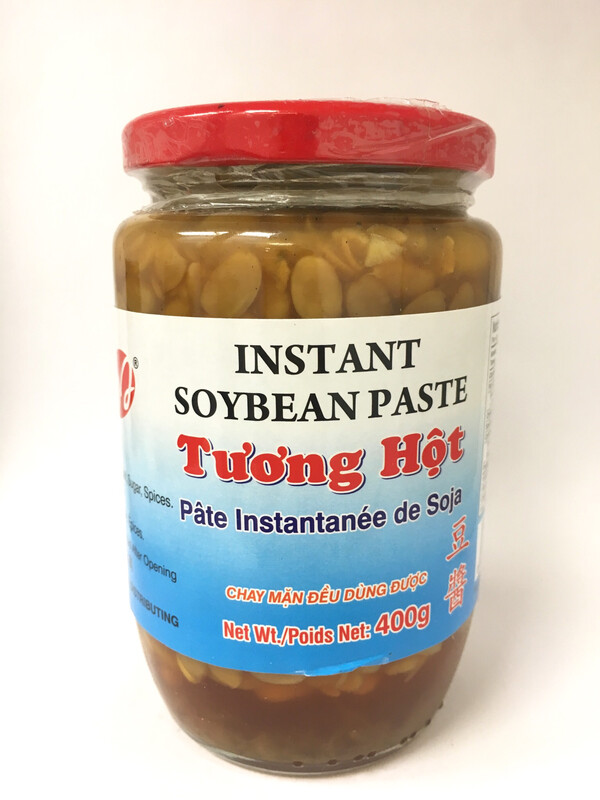 INSTANT
SOYBEAN PASTE
Tương Hột
Pâte Instantanée de Soja
豆醬
CHAY MẶN ĐỀU DÙNG ĐƯỢC
Net Wt./Poids Net: 400g
®
Sugar, Spices.
Opening